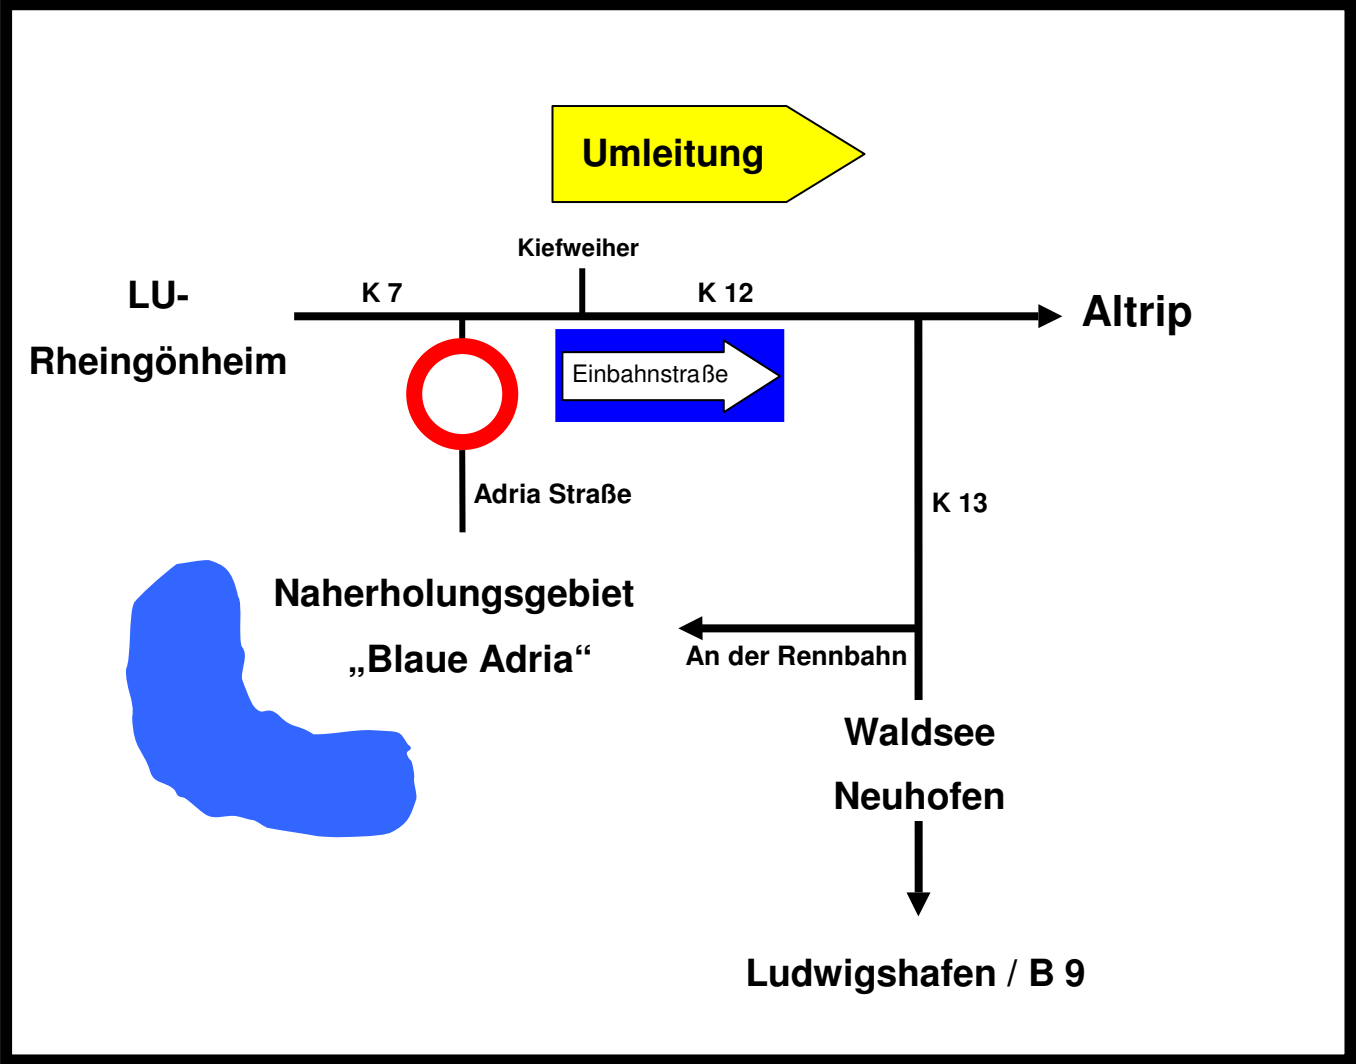 Umleitung
Kiefweiher
K 7
K 12
LU-
Rheingönheim
Altrip
Einbahnstraße
Adria Straße
K 13
Naherholungsgebiet
„Blaue Adria“
An der Rennbahn
Waldsee
Neuhofen
Ludwigshafen / B 9